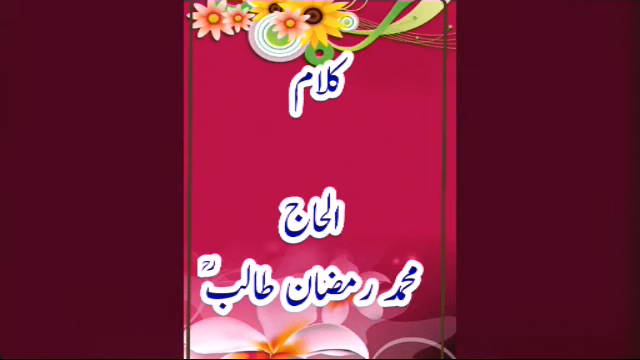 کلام
الحاج
محمد رمضان طالبؒ